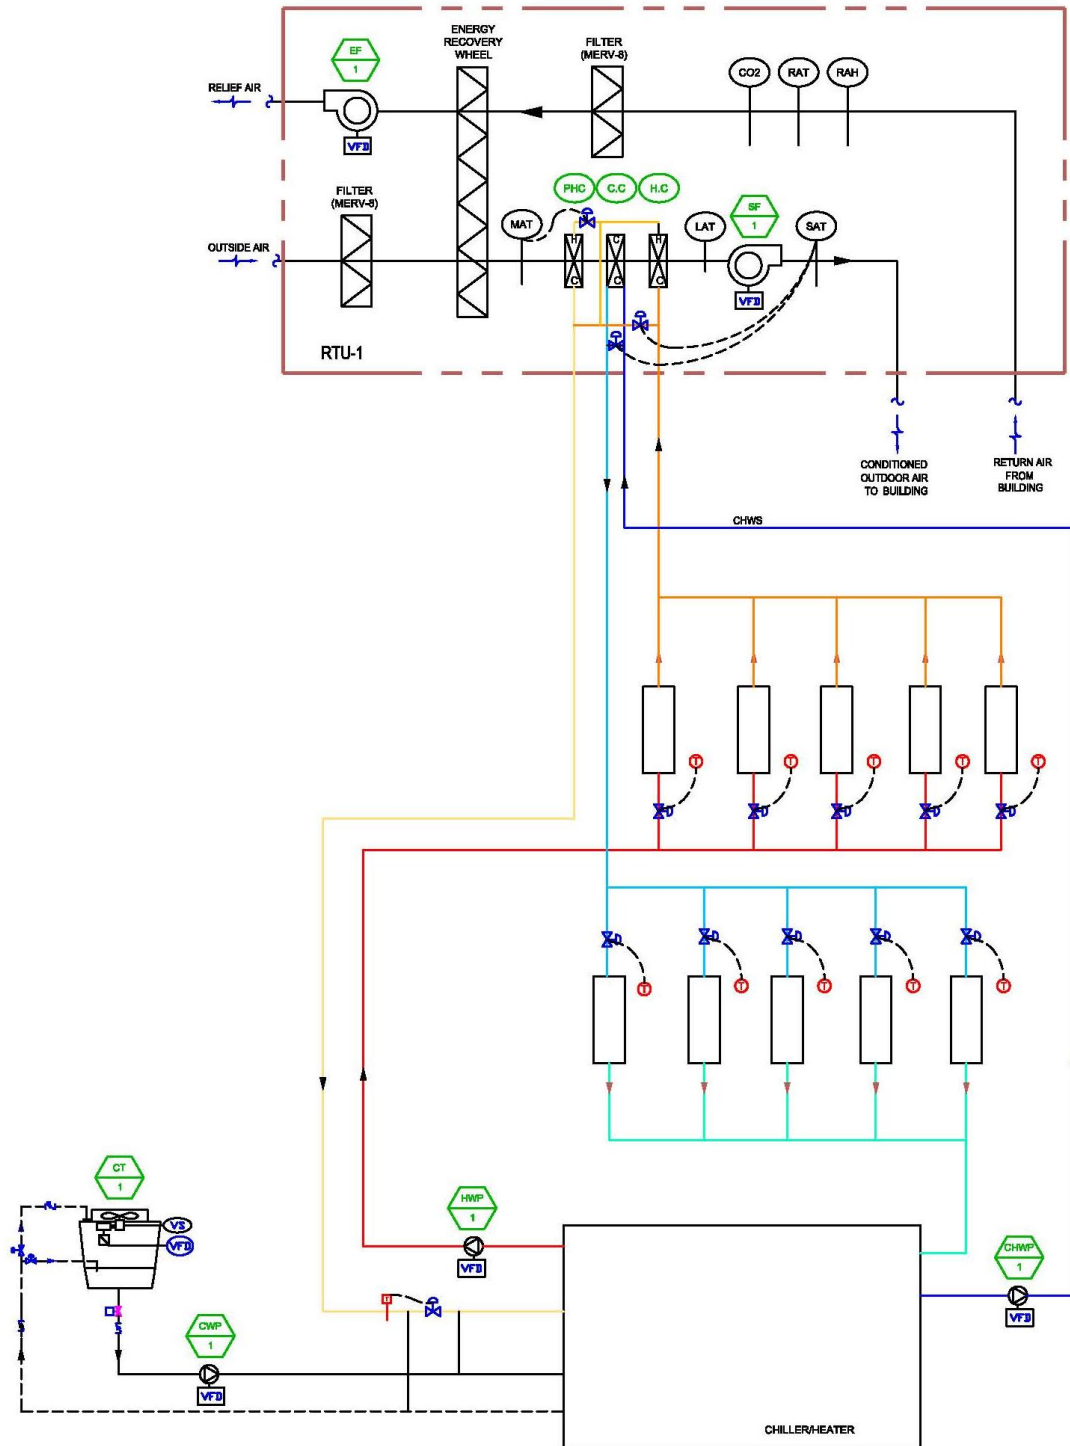 ENERGY
RECOVERY
WHEEL
FILTER
(MERV-8)
EF
1
CO2
RAT
RAH
RELIEF AIR
VFD
FILTER
(MERV-8)
PHC
C.C
H.C
SF
1
MAT
LAT
SAT
OUTSIDE AIR
H
C
H
C
C
C
VFD
RTU-1
CONDITIONED
OUTDOOR AIR
TO BUILDING
RETURN AIR
FROM
BUILDING
CHWS
T
T
T
T
T
T
T
T
T
T
CT
1
HWP
1
VS
VFD
VFD
CHWP
1
VFD
T
CWP
1
VFD
CHILLER/HEATER